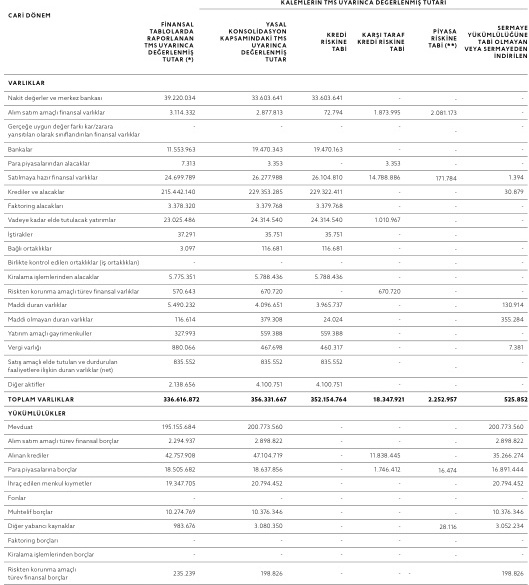 KALEMLERİN TMS UYARINCA DEĞERLENMİŞ TUTARI
CARİ DÖNEM
FİNANSAL TABLOLARDA RAPORLANAN TMS UYARINCA DEĞERLENMİŞ TUTAR (*)
YASAL KONSOLİDASYON KAPSAMINDAKİ TMS UYARINCA DEĞERLENMİŞ TUTAR
KREDİ RİSKİNE TABİ
KARŞI TARAF KREDİ RİSKİNE TABİ
PİYASA RİSKİNE TABİ (**)
SERMAYE YÜKÜMLÜLÜĞÜNE TABİ OLMAYAN VEYA SERMAYEDEN İNDİRİLEN
VARLIKLAR
Nakit değerler ve merkez bankası 39.220.034 33.603.641 33.603.641 - - -
Alım satım amaçlı finansal varlıklar 3.114.332 2.877.813 72.794 1.873.995 2.081.173 -
Gerçeğe uygun değer farkı kar/zarara
yansıtılan olarak sınıflandırılan finansal varlıklar - - - - - -
Bankalar 11.553.963 19.470.343 19.470.163 - - -
Para piyasalarından alacaklar 7.313 3.353 - 3.353 - -
Satılmaya hazır finansal varlıklar 24.699.789 26.277.988 26.104.810 14.788.886 171.784 1.394
Krediler ve alacaklar 215.442.140 229.353.285 229.322.411 - - 30.879
Faktoring alacakları 3.378.320 3.379.768 3.379.768 - - -
Vadeye kadar elde tutulacak yatırımlar 23.025.486 24.314.540 24.314.540 1.010.967 - -
İştirakler 37.291 35.751 35.751 - - -
Bağlı ortaklıklar 3.097 116.681 116.681 - - -
Birlikte kontrol edilen ortaklıklar (iş ortaklıkları) - - - - - -
Kiralama işlemlerinden alacaklar 5.775.351 5.788.436 5.788.436 - - -
Riskten korunma amaçlı türev finansal varlıklar 570.643 670.720 - 670.720 - -
Maddi duran varlıklar 5.490.232 4.096.651 3.965.737 - - 130.914
Maddi olmayan duran varlıklar 116.614 379.308 24.024 - - 355.284
Yatırım amaçlı gayrimenkuller 327.993 559.388 559.388 - - -
Vergi varlığı 880.066 467.698 460.317 - - 7.381
Satış amaçlı elde tutulan ve durdurulan
faaliyetlere ilişkin duran varlıklar (net) 835.552 835.552 835.552 - - -
Diğer aktifler 2.138.656 4.100.751 4.100.751 - - -
TOPLAM VARLIKLAR 336.616.872 356.331.667 352.154.764 18.347.921 2.252.957 525.852
YÜKÜMLÜLÜKLER
Mevduat 195.155.684 200.773.560 - - - 200.773.560
Alım satım amaçlı türev finansal borçlar 2.294.937 2.898.822 - - - 2.898.822
Alınan krediler 42.757.908 47.104.719 - 11.838.445 - 35.266.274
Para piyasalarına borçlar 18.505.682 18.637.856 - 1.746.412 16.474 16.891.444
İhraç edilen menkul kıymetler 19.347.705 20.794.452 - - - 20.794.452
Fonlar - - - - - -
Muhtelif borçlar 10.274.769 10.376.346 - - - 10.376.346
Diğer yabancı kaynaklar 983.676 3.080.350 - - 28.116 3.052.234
Faktoring borçları - - - - - -
Kiralama işlemlerinden borçlar - - - - - -
Riskten korunma amaçlı
türev finansal borçlar 235.239 198.826 - - - 198.826